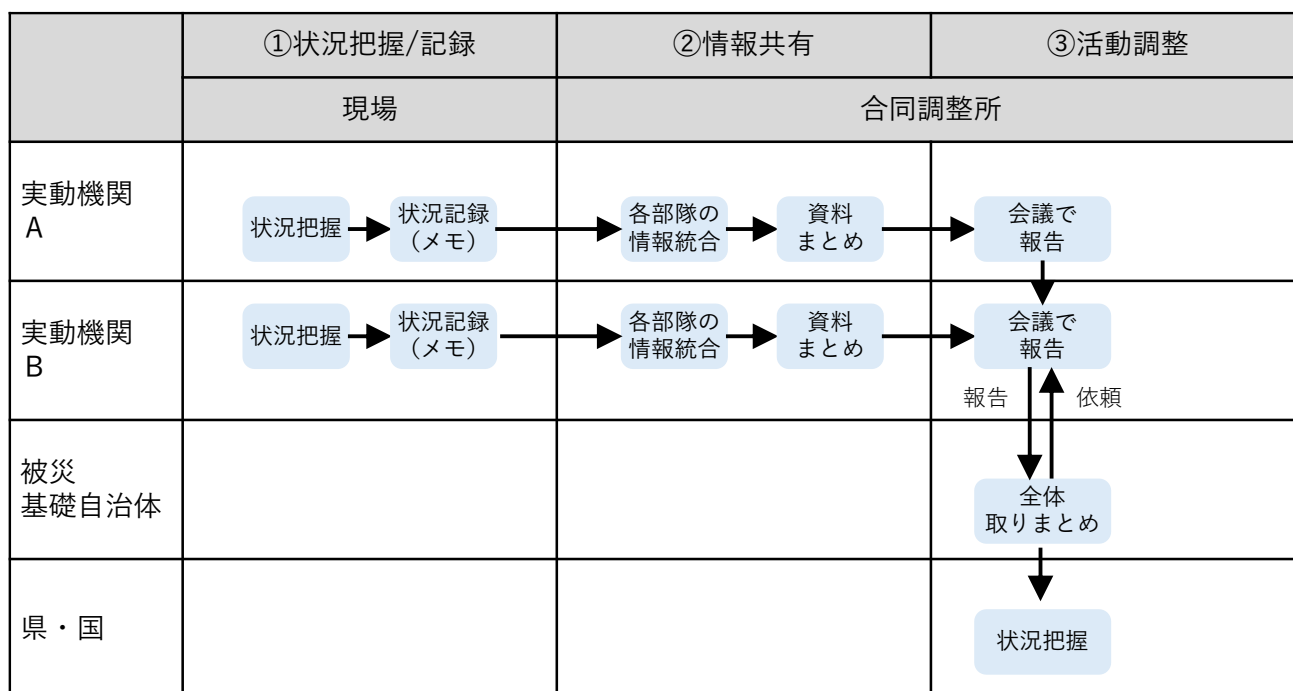 ①状況把握/記録
②情報共有
③活動調整
現場
合同調整所
実動機関
A
状況把握
状況記録
（メモ）
各部隊の
情報統合
資料
まとめ
会議で
報告
実動機関
B
状況把握
状況記録
（メモ）
各部隊の
情報統合
資料
まとめ
会議で
報告
報告
依頼
被災
基礎自治体
全体
取りまとめ
県・国
状況把握